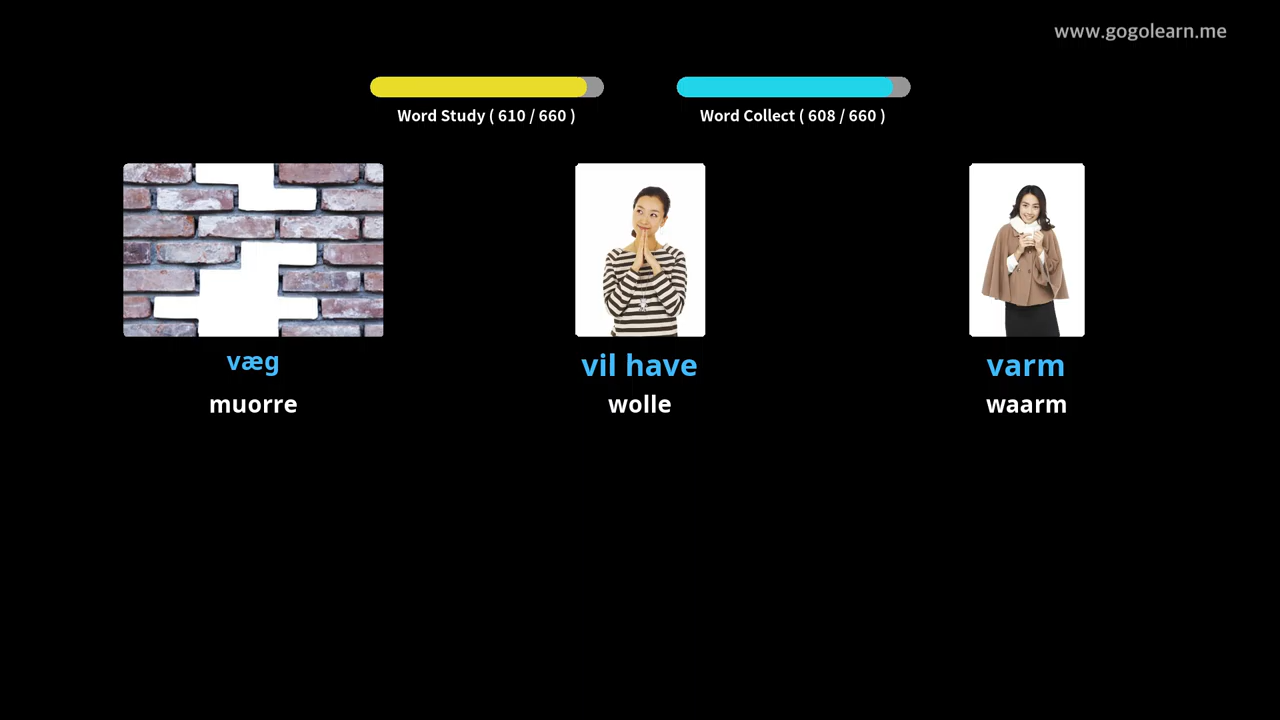 www.gogolearn.me
Word Study ( 610 / 660 )
Word Collect ( 608 / 660 )
væg
vil have
varm
muorre
wolle
waarm